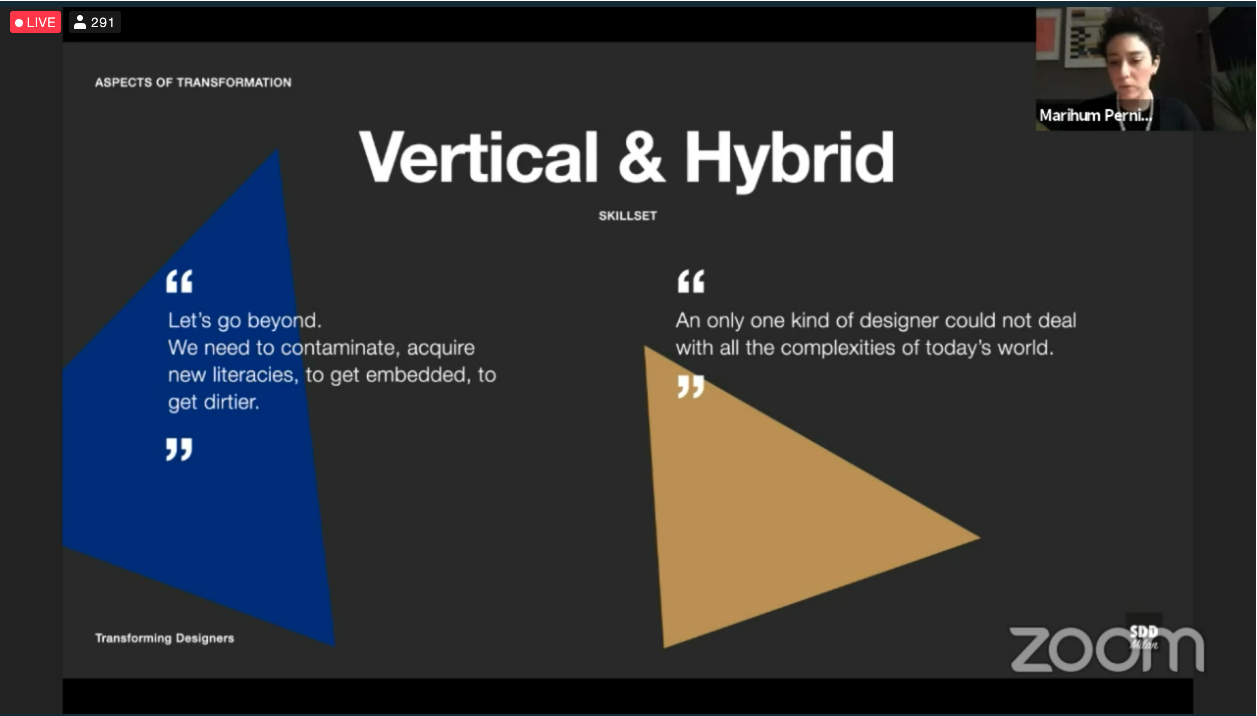 LIVE 291
ASPECTS OF TRANSFORMATION
Marihum Perni...
Vertical & Hybrid
SKILLSET
“
Let’s go beyond.
We need to contaminate, acquire
new literacies, to get embedded, to
get dirtier.
”
“
An only one kind of designer could not deal
with all the complexities of today’s world.
”
Transforming Designers
SDD
Milan
zoom